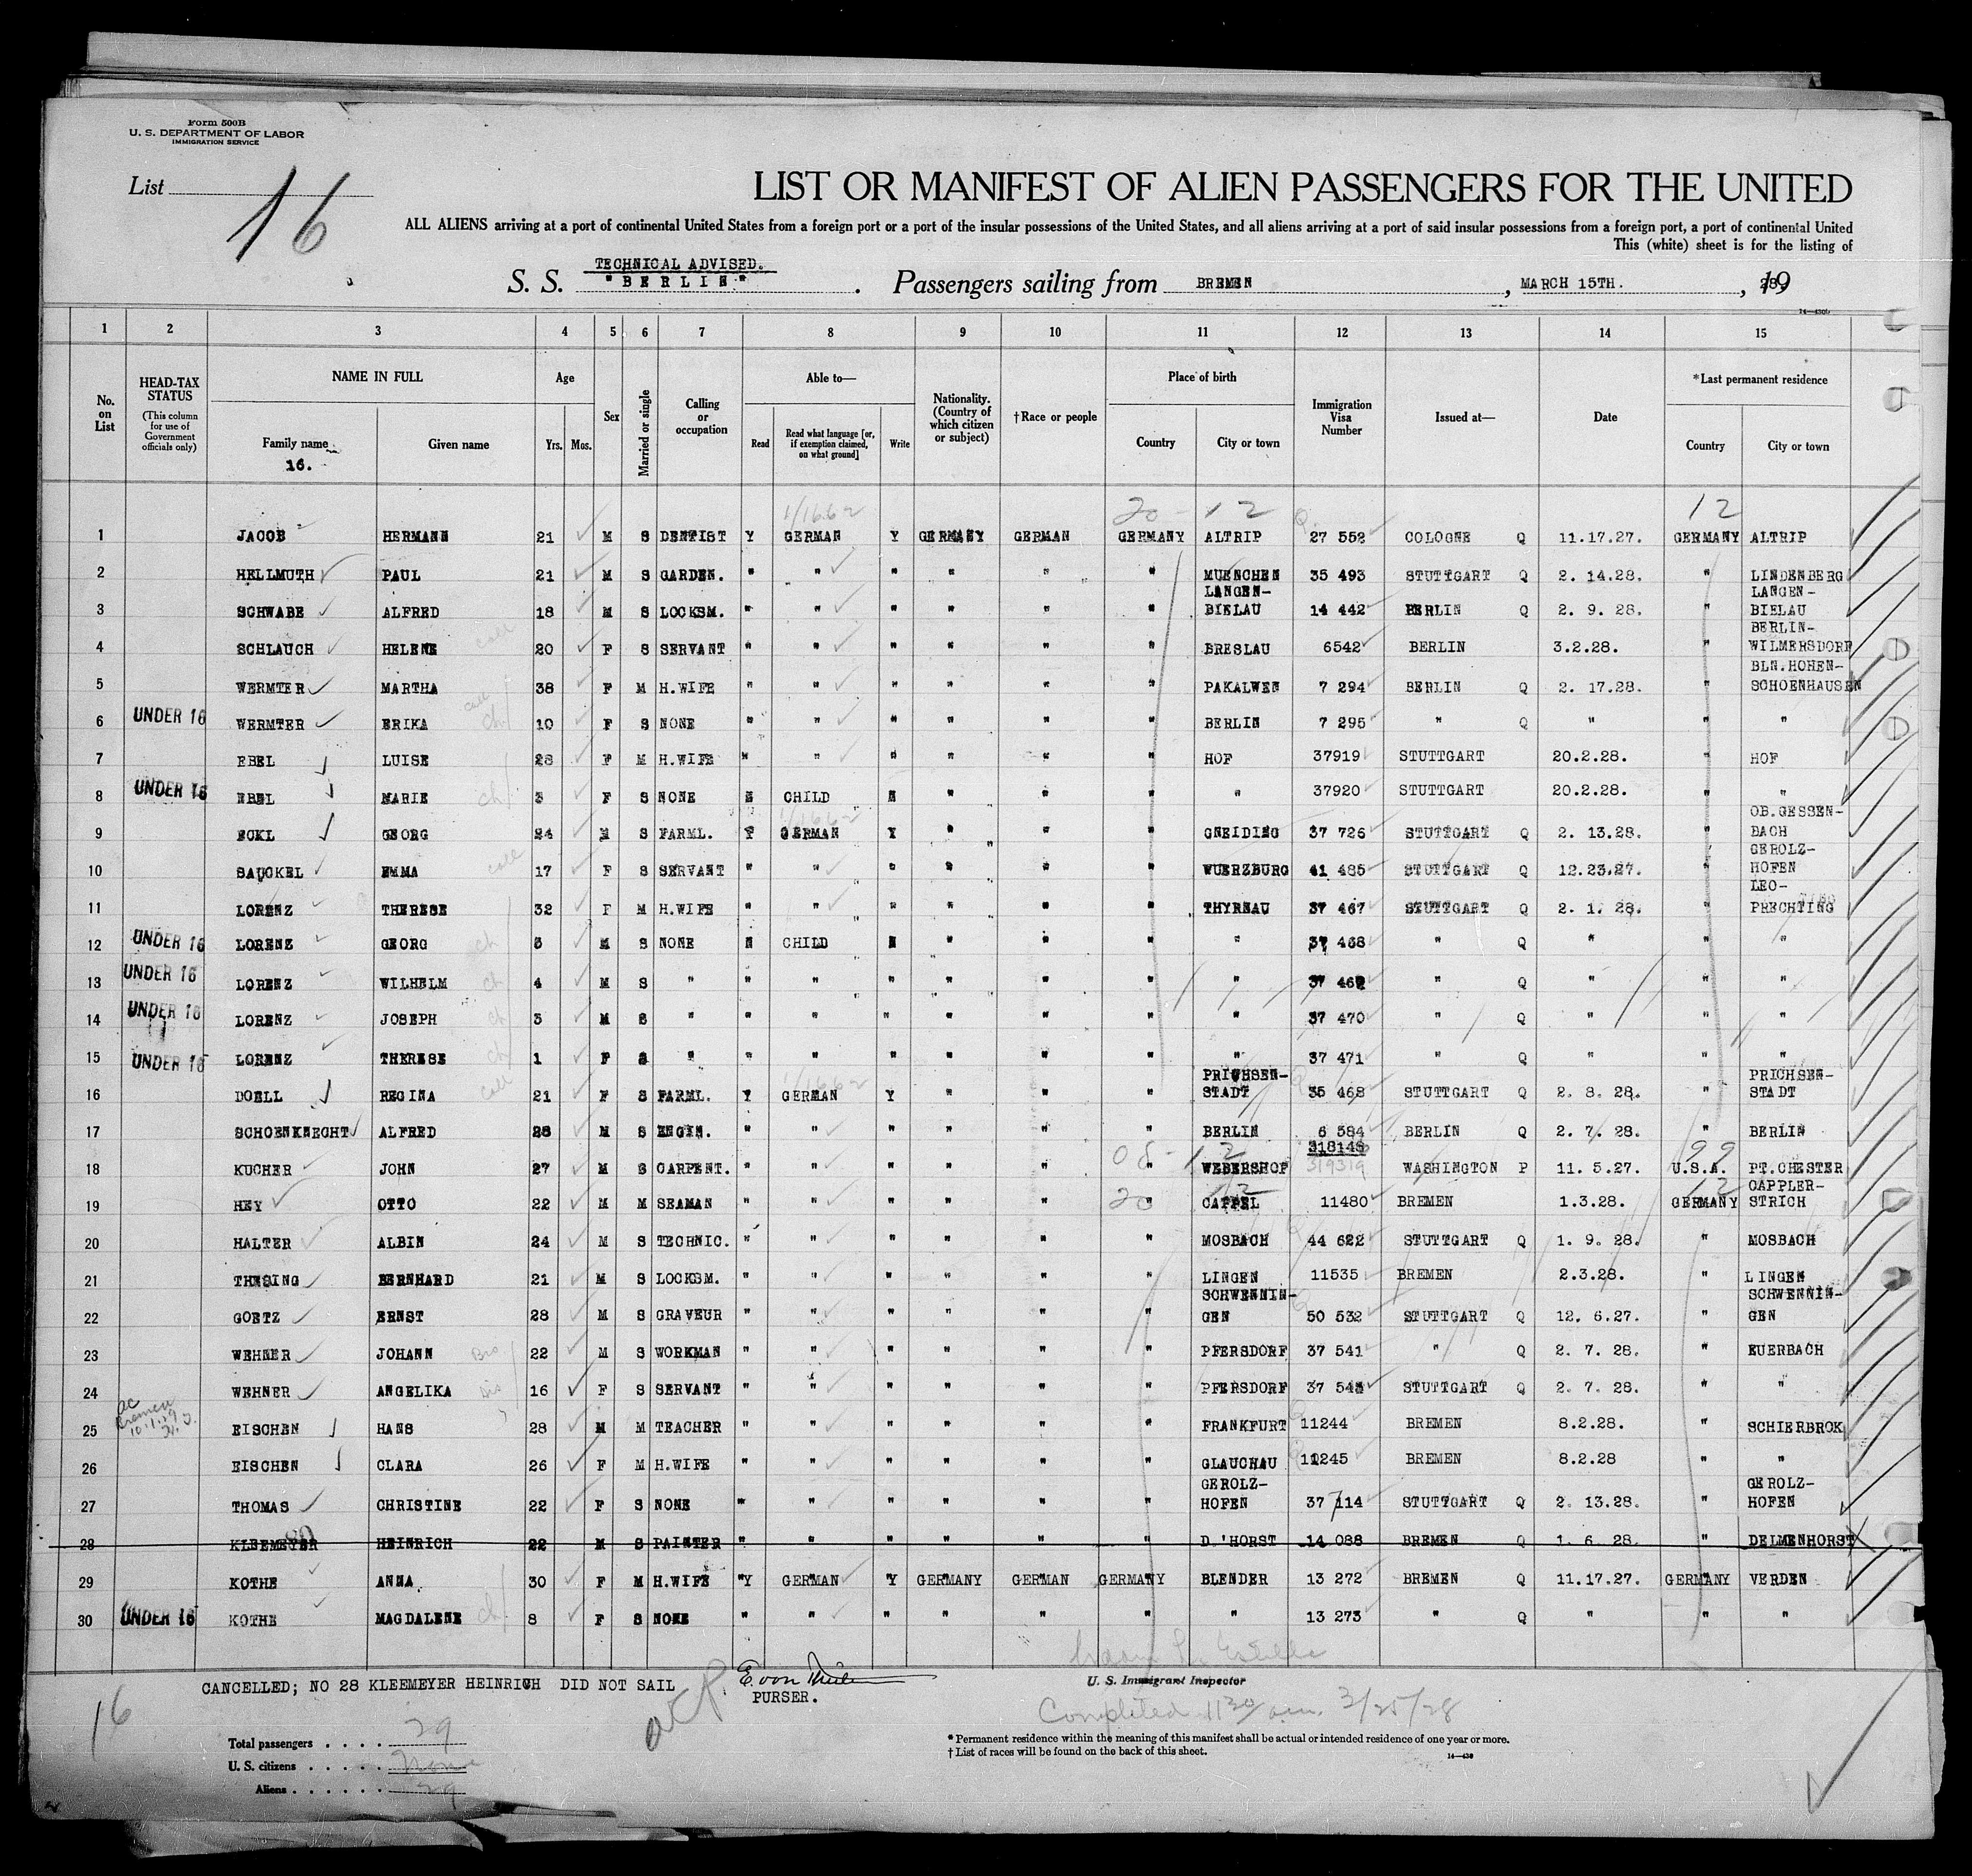 Form 500B
U. S. DEPARTMENT OF LABOR
IMMIGRATION SERVICE
List 16
LIST OR MANIFEST OF ALIEN PASSENGERS FOR THE UNITED
ALL ALIENS arriving at a port of continental United States from a foreign port or a port of the insular possessions of the United States, and all aliens arriving at a port of said insular possessions from a foreign port, a port of continental United
This (white) sheet is for the listing of
TECHNICAL ADVISED.
S. S. "BERLIN" . Passengers sailing from BREMEN , MARCH 15TH. , 1928.
1 2 3 4 5 6 7 8 9 10 11 12 13 14 15
No. on List
HEAD-TAX STATUS (This column for use of Government officials only)
NAME IN FULL Family name 16. Given name
Age Yrs. Mos.
Sex
Married or single
Calling or occupation
Able to— Read Read what language [or, if exemption claimed, on what ground] Write
Nationality. (Country of which citizen or subject)
† Race or people
Place of birth Country City or town
Immigration Visa Number
Issued at—
Date
* Last permanent residence Country City or town
20 - 12 12
1 JACOB HERMANN 21 M S DENTIST Y GERMAN Y GERMANY GERMAN GERMANY ALTRIP 27 552 COLOGNE Q 11.17.27. GERMANY ALTRIP
2 HELLMUTH PAUL 21 M S GARDEN. " " " " " " MUENCHEN 35 493 STUTTGART Q 2. 14.28. " LINDENBERG
3 SCHWABE ALFRED 18 M S LOCKSM. " " " " " " LANGEN-BIELAU 14 442 BERLIN Q 2. 9. 28. " LANGEN-BIELAU
4 SCHLAUCH HELENE 20 F S SERVANT " " " " " " BRESLAU 6542 BERLIN 3.2.28. " BERLIN-WILMERSDORF
5 WERMTER MARTHA 38 F M H.WIFE " " " " " " PAKALWEN 7 294 BERLIN Q 2. 17.28. " BLN.HOHEN-SCHOENHAUSEN
6 UNDER 16 WERMTER ERIKA 10 F S NONE " " " " " " BERLIN 7 295 " Q " " "
7 EBEL LUISE 28 F M H.WIFE " " " " " " HOF 37919 STUTTGART 20.2.28. " HOF
8 UNDER 16 EBEL MARIE 3 F S NONE N CHILD N " " " " 37920 STUTTGART 20.2.28. " "
9 ECKL GEORG 24 M S FARML. Y GERMAN Y " " " GNEIDING 37 726 STUTTGART Q 2. 13.28. " OB.GESSEN-BACH
10 SAUCKEL EMMA 17 F S SERVANT " " " " " " WUERZBURG 41 485 STUTTGART Q 12.23.27. " GEROLZ-HOFEN
11 LORENZ THERESE 32 F M H.WIFE " " " " " " THYRNAU 37 467 STUTTGART Q 2. 1. 28. " LEO-PRECHTING
12 UNDER 16 LORENZ GEORG M S NONE N CHILD N " " " " 37 468 " Q " " "
13 UNDER 16 LORENZ WILHELM 4 M S " " " " " " " " 37 469 " Q " " "
14 UNDER 16 LORENZ JOSEPH 3 M S " " " " " " " " 37 470 " Q " " "
15 UNDER 16 LORENZ THERESE 1 F S " " " " " " " " 37 471 " Q " " "
16 DOELL REGINA 21 F S FARML. Y GERMAN Y " " " PRICHSEN-STADT 35 468 STUTTGART Q 2. 8. 28. " PRICHSEN-STADT
17 SCHOENKNECHT ALFRED M S ENGIN. " " " " " " BERLIN 6 584 BERLIN Q 2. 7. 28. " BERLIN
18 KUCHER JOHN 27 M S CARPENT. " " " " " " WEBERSHOF 318148 319319 WASHINGTON P 11. 5.27. U.S.A. PT.CHESTER
19 HEY OTTO 22 M M SEAMAN " " " " " " CAPPEL 11480 BREMEN 1.3.28. GERMANY CAPPLER-STRICH
20 HALTER ALBIN 24 M S TECHNIC. " " " " " " MOSBACH 44 622 STUTTGART Q 1. 9. 28. " MOSBACH
21 THESING BERNHARD 21 M S LOCKSM. " " " " " " LINGEN 11535 BREMEN 2.3.28. " LINGEN
22 GOETZ ERNST 28 M S GRAVEUR " " " " " " SCHWENNIN-GEN 50 532 STUTTGART Q 12. 6.27. " SCHWENNIN-GEN
23 WEHNER JOHANN Bro 22 M S WORKMAN " " " " " " PFERSDORF 37 541 " Q 2. 7. 28. " EUERBACH
24 WEHNER ANGELIKA Sis 16 F S SERVANT " " " " " " PFERSDORF STUTTGART Q 2. 7. 28. " "
25 EISCHEN HANS 28 M M TEACHER " " " " " " FRANKFURT 11244 BREMEN 8.2.28. " SCHIERBROK
26 EISCHEN CLARA 26 F M H.WIFE " " " " " " GLAUCHAU 11245 BREMEN 8.2.28 " "
27 THOMAS CHRISTINE 22 F S NONE " " " " " " GEROLZ-HOFEN 37 114 STUTTGART Q 2. 13.28. " GEROLZ-HOFEN
28 KLEEMEYER HEINRICH 22 M S PAINTER " " " " " " D'HORST 14 088 BREMEN Q 1. 6 28. " DELMENHORST
29 KOTHE ANNA 30 F M H.WIFE Y GERMAN Y GERMANY GERMAN GERMANY BLENDER 13 272 BREMEN Q 11.17.27. GERMANY VERDEN
30 UNDER 16 KOTHE MAGDALENE 8 F S NONE " " " " " " " 13 273 " Q " " "
CANCELLED; NO 28 KLEEMEYER HEINRICH DID NOT SAIL
PURSER.
U. S. Immigrant Inspector
Completed 11 30/am. 3/25/28
16
Total passengers . . . . 29
U. S. citizens . . . . . None
Aliens . . . . . . 29
* Permanent residence within the meaning of this manifest shall be actual or intended residence of one year or more.
† List of races will be found on the back of this sheet.